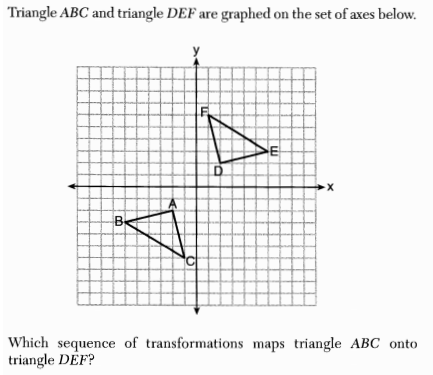 Triangle ABC and triangle DEF are graphed on the set of axes below.
y
F
E
D
x
A
B
C
Which sequence of transformations maps triangle ABC onto
triangle DEF?